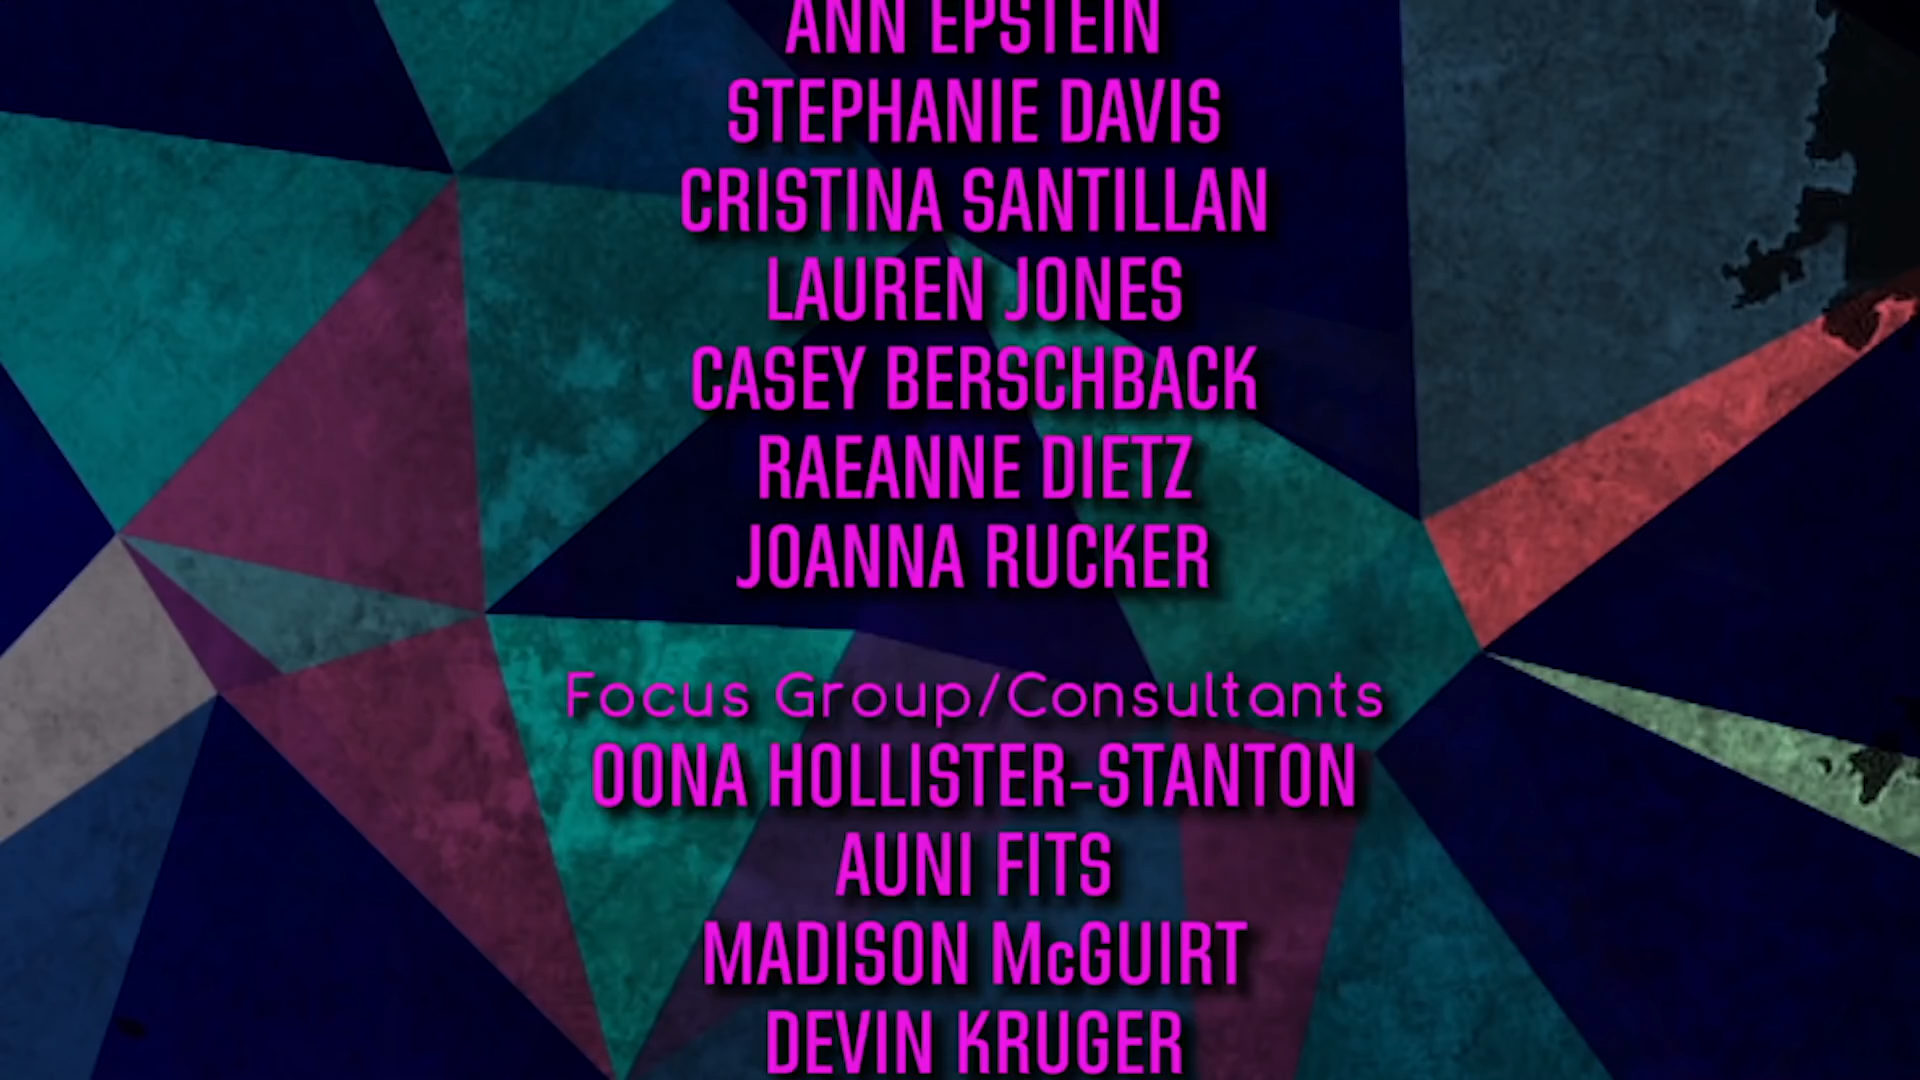 ANN EPSTEIN
STEPHANIE DAVIS
CRISTINA SANTILLAN
LAUREN JONES
CASEY BERSCHBACK
RAEANNE DIETZ
JOANNA RUCKER
Focus Group/Consultants
OONA HOLLISTER-STANTON
AUNI FITS
MADISON McGUIRT
DEVIN KRUGER